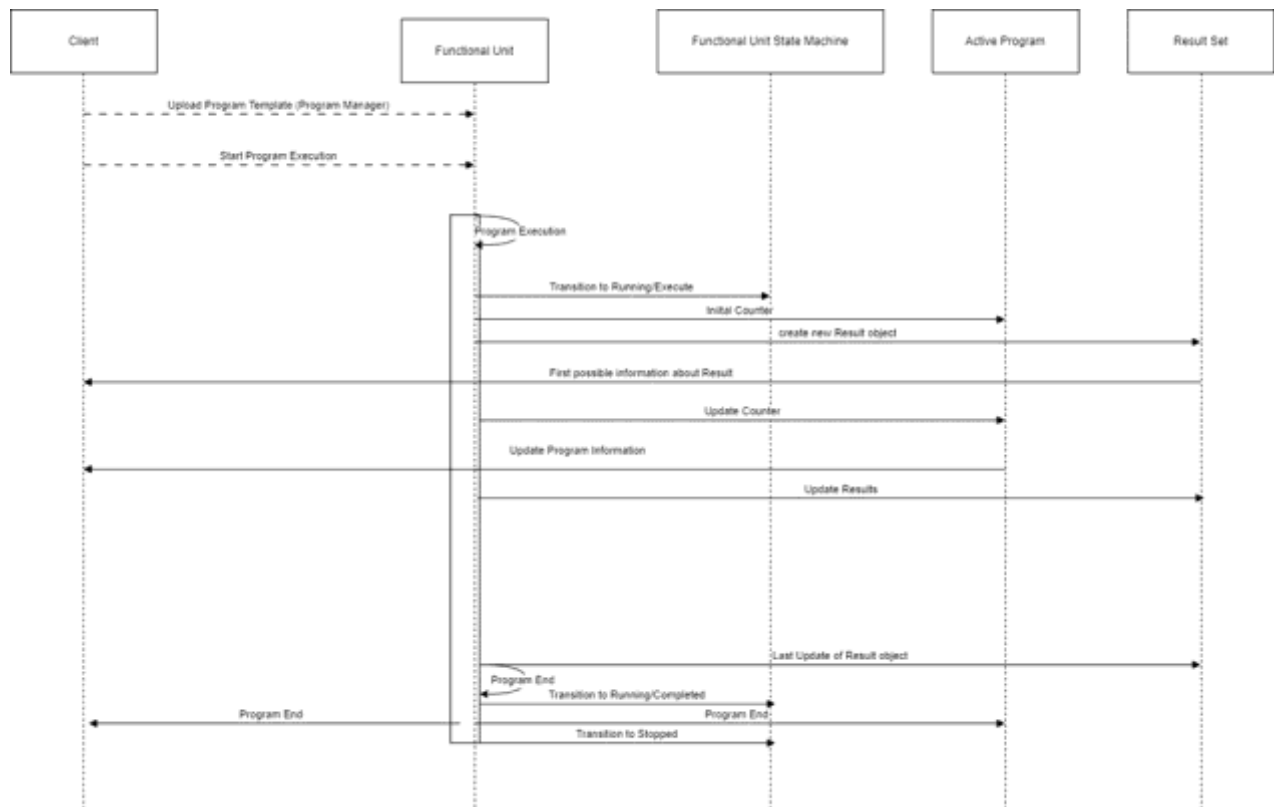 Client
Functional Unit
Functional Unit State Machine
Active Program
Result Set
Upload Program Template (Program Manager)
Start Program Execution
Program Execution
Transition to Running/Execute
Initial Counter
create new Result object
First possible information about Result
Update Counter
Update Program Information
Update Results
Last Update of Result object
Program End
Transition to Running/Completed
Program End
Program End
Transition to Stopped